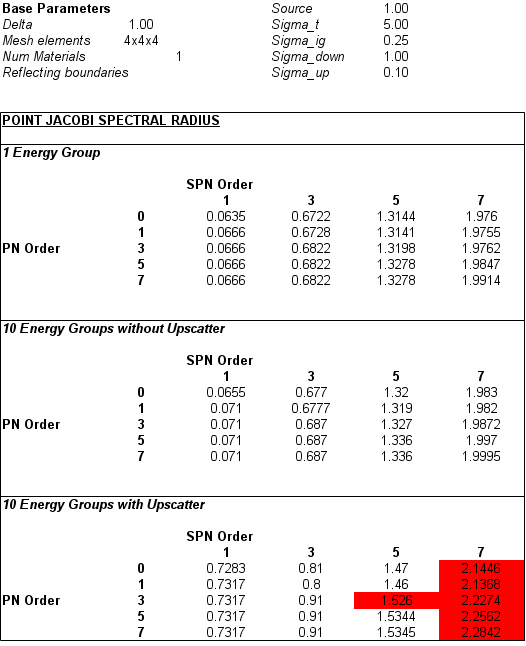 Base Parameters Source 1.00
Delta 1.00 Sigma_t 5.00
Mesh elements 4x4x4 Sigma_ig 0.25
Num Materials 1 Sigma_down 1.00
Reflecting boundaries Sigma_up 0.10
POINT JACOBI SPECTRAL RADIUS
1 Energy Group
SPN Order
1 3 5 7
0 0.0635 0.6722 1.3144 1.976
1 0.0666 0.6728 1.3141 1.9755
PN Order 3 0.0666 0.6822 1.3198 1.9762
5 0.0666 0.6822 1.3278 1.9847
7 0.0666 0.6822 1.3278 1.9914
10 Energy Groups without Upscatter
SPN Order
1 3 5 7
0 0.0655 0.677 1.32 1.983
1 0.071 0.6777 1.319 1.982
PN Order 3 0.071 0.687 1.327 1.9872
5 0.071 0.687 1.336 1.997
7 0.071 0.687 1.336 1.9995
10 Energy Groups with Upscatter
SPN Order
1 3 5 7
0 0.7283 0.81 1.47 2.1446
1 0.7317 0.8 1.46 2.1368
PN Order 3 0.7317 0.91 1.526 2.2274
5 0.7317 0.91 1.5344 2.2562
7 0.7317 0.91 1.5345 2.2842